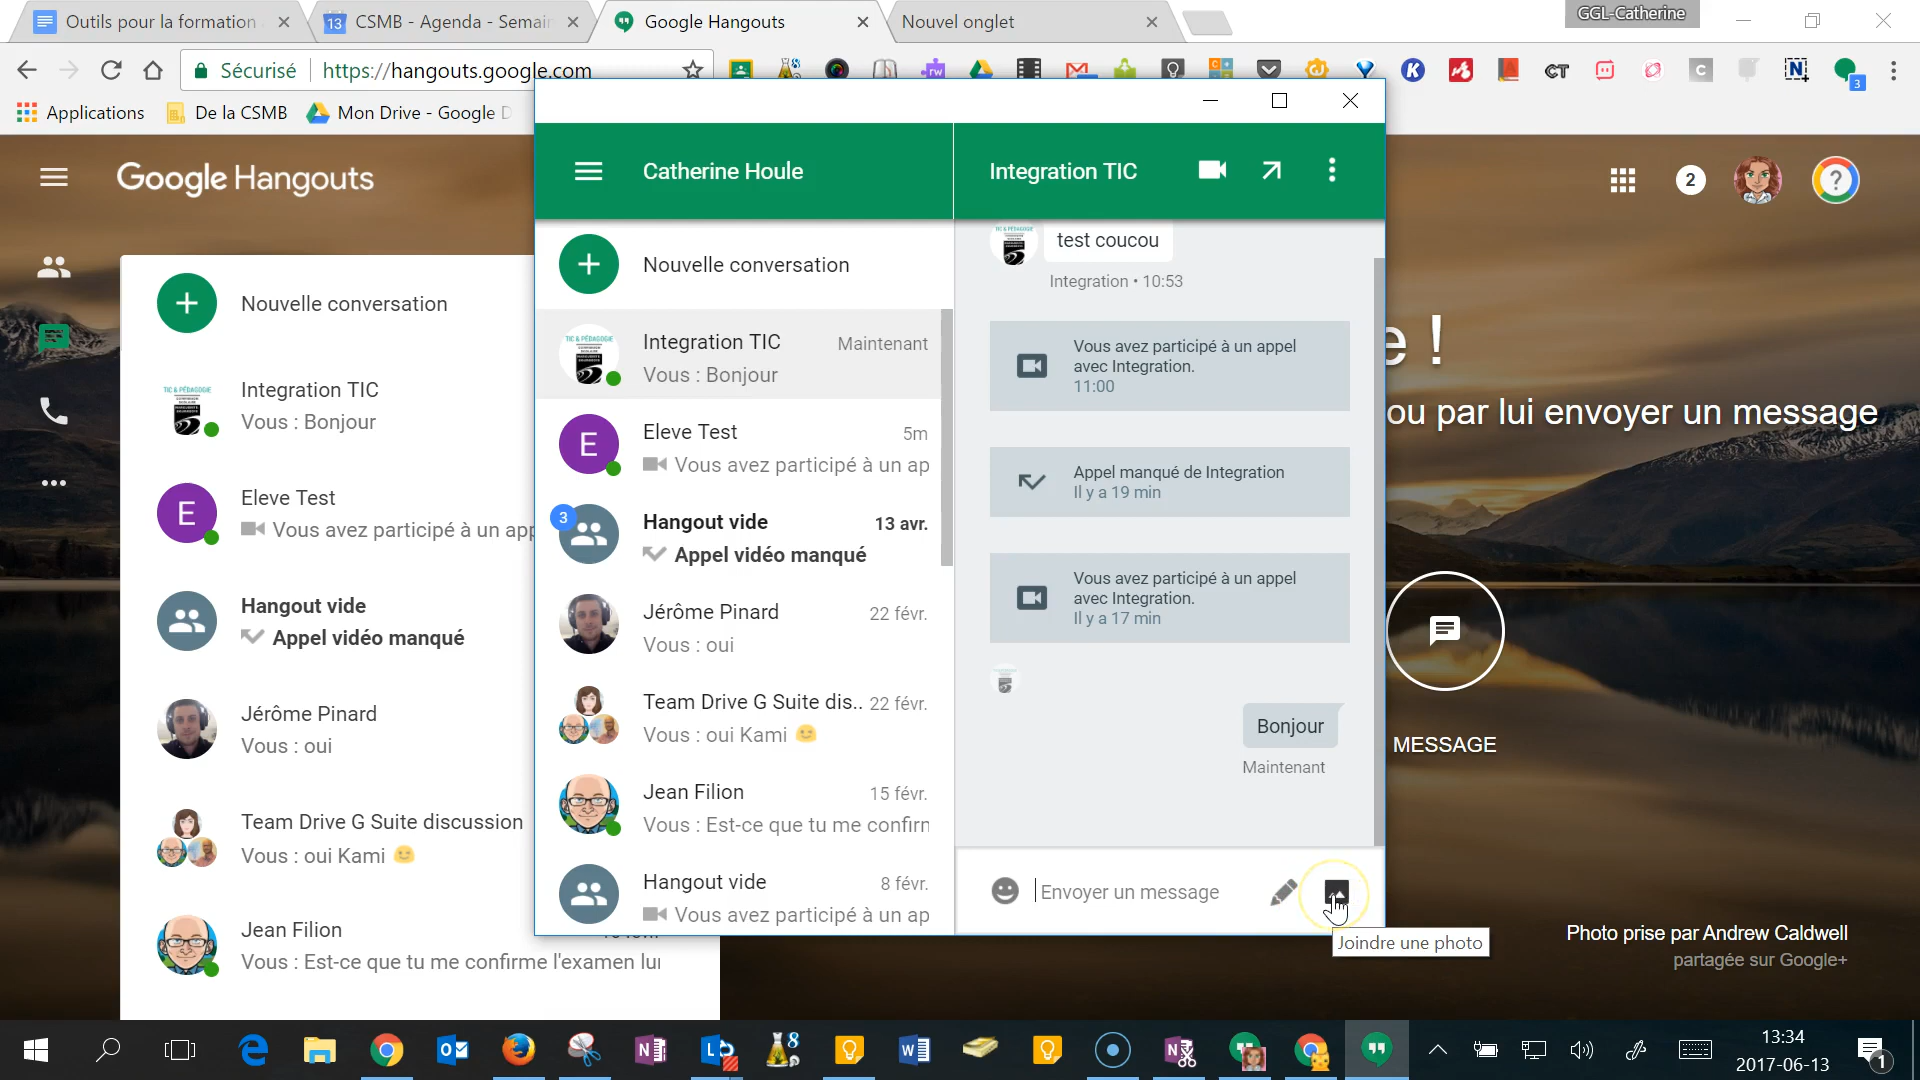 Outils pour la formation
13
CSMB - Agenda - Semain
Google Hangouts
Nouvel onglet
GGL-Catherine
Sécurisé
https://hangouts.google.com
Applications
De la CSMB
Mon Drive - Google D
Google Hangouts
2
?
Nouvelle conversation
Integration TIC
Vous : Bonjour
E
Eleve Test
Vous avez participé à un app
Hangout vide
Appel vidéo manqué
Jérôme Pinard
Vous : oui
Team Drive G Suite discussion
Vous : oui Kami
Jean Filion
Vous : Est-ce que tu me confirme l'examen lu
Catherine Houle
Nouvelle conversation
TIC & PÉDAGOGIE
Integration TIC
Maintenant
Vous : Bonjour
E
Eleve Test
5m
Vous avez participé à un ap
3
Hangout vide
13 avr.
Appel vidéo manqué
Jérôme Pinard
22 févr.
Vous : oui
Team Drive G Suite dis..
22 févr.
Vous : oui Kami
Jean Filion
15 févr.
Vous : Est-ce que tu me confirm
Hangout vide
8 févr.
Vous avez participé à un ap
Integration TIC
test coucou
Integration • 10:53
Vous avez participé à un appel
avec Integration.
11:00
Appel manqué de Integration
Il y a 19 min
Vous avez participé à un appel
avec Integration.
Il y a 17 min
Bonjour
Maintenant
Envoyer un message
Joindre une photo
e !
ou par lui envoyer un message
MESSAGE
Photo prise par Andrew Caldwell
partagée sur Google+
13:34
2017-06-13
1